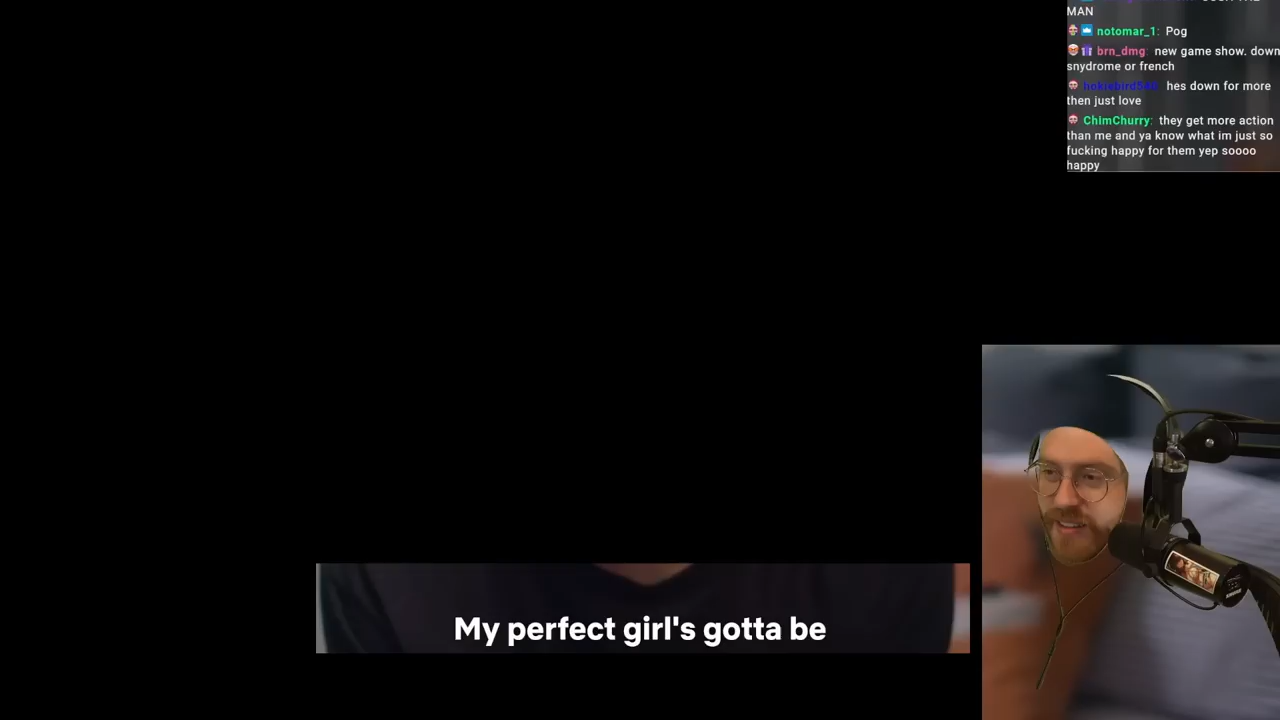 MAN
notomar_1: Pog
brn_dmg: new game show. down
snydrome or french
hokiebird540: hes down for more
then just love
ChimChurry: they get more action
than me and ya know what im just so
fucking happy for them yep soooo
happy
My perfect girl's gotta be